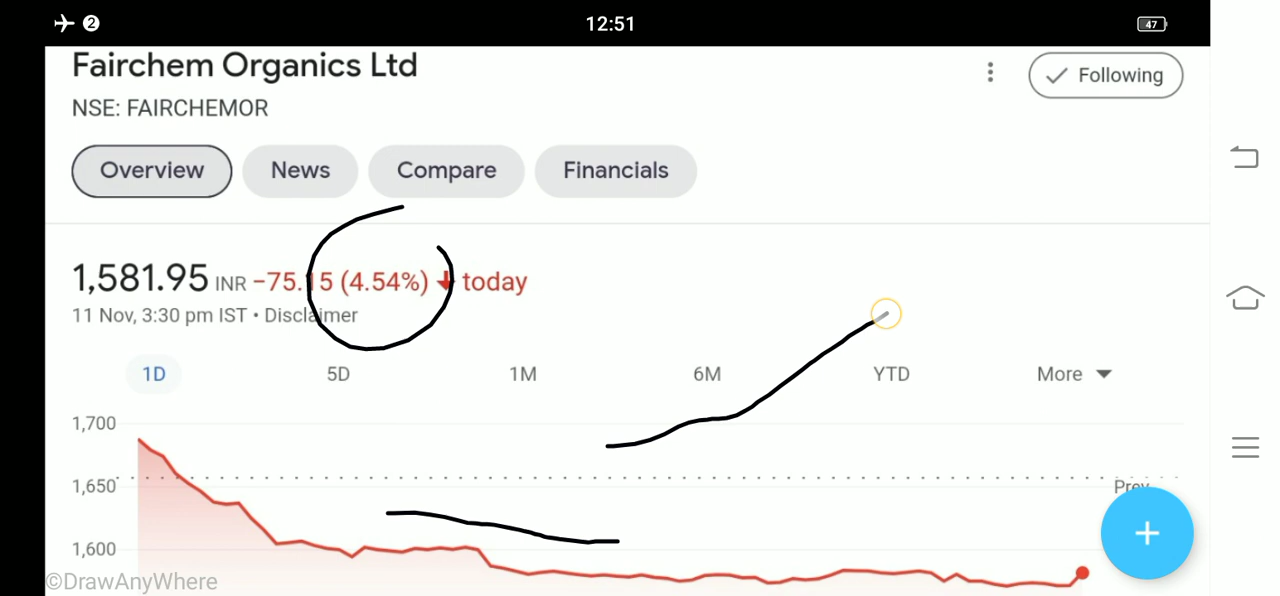 2 12:51 47
Fairchem Organics Ltd
Following
NSE: FAIRCHEMOR
Overview News Compare Financials
1,581.95 INR −75.15 (4.54%) today
11 Nov, 3:30 pm IST • Disclaimer
1D 5D 1M 6M YTD More
1,700
1,650
Prev
1,600
©DrawAnyWhere